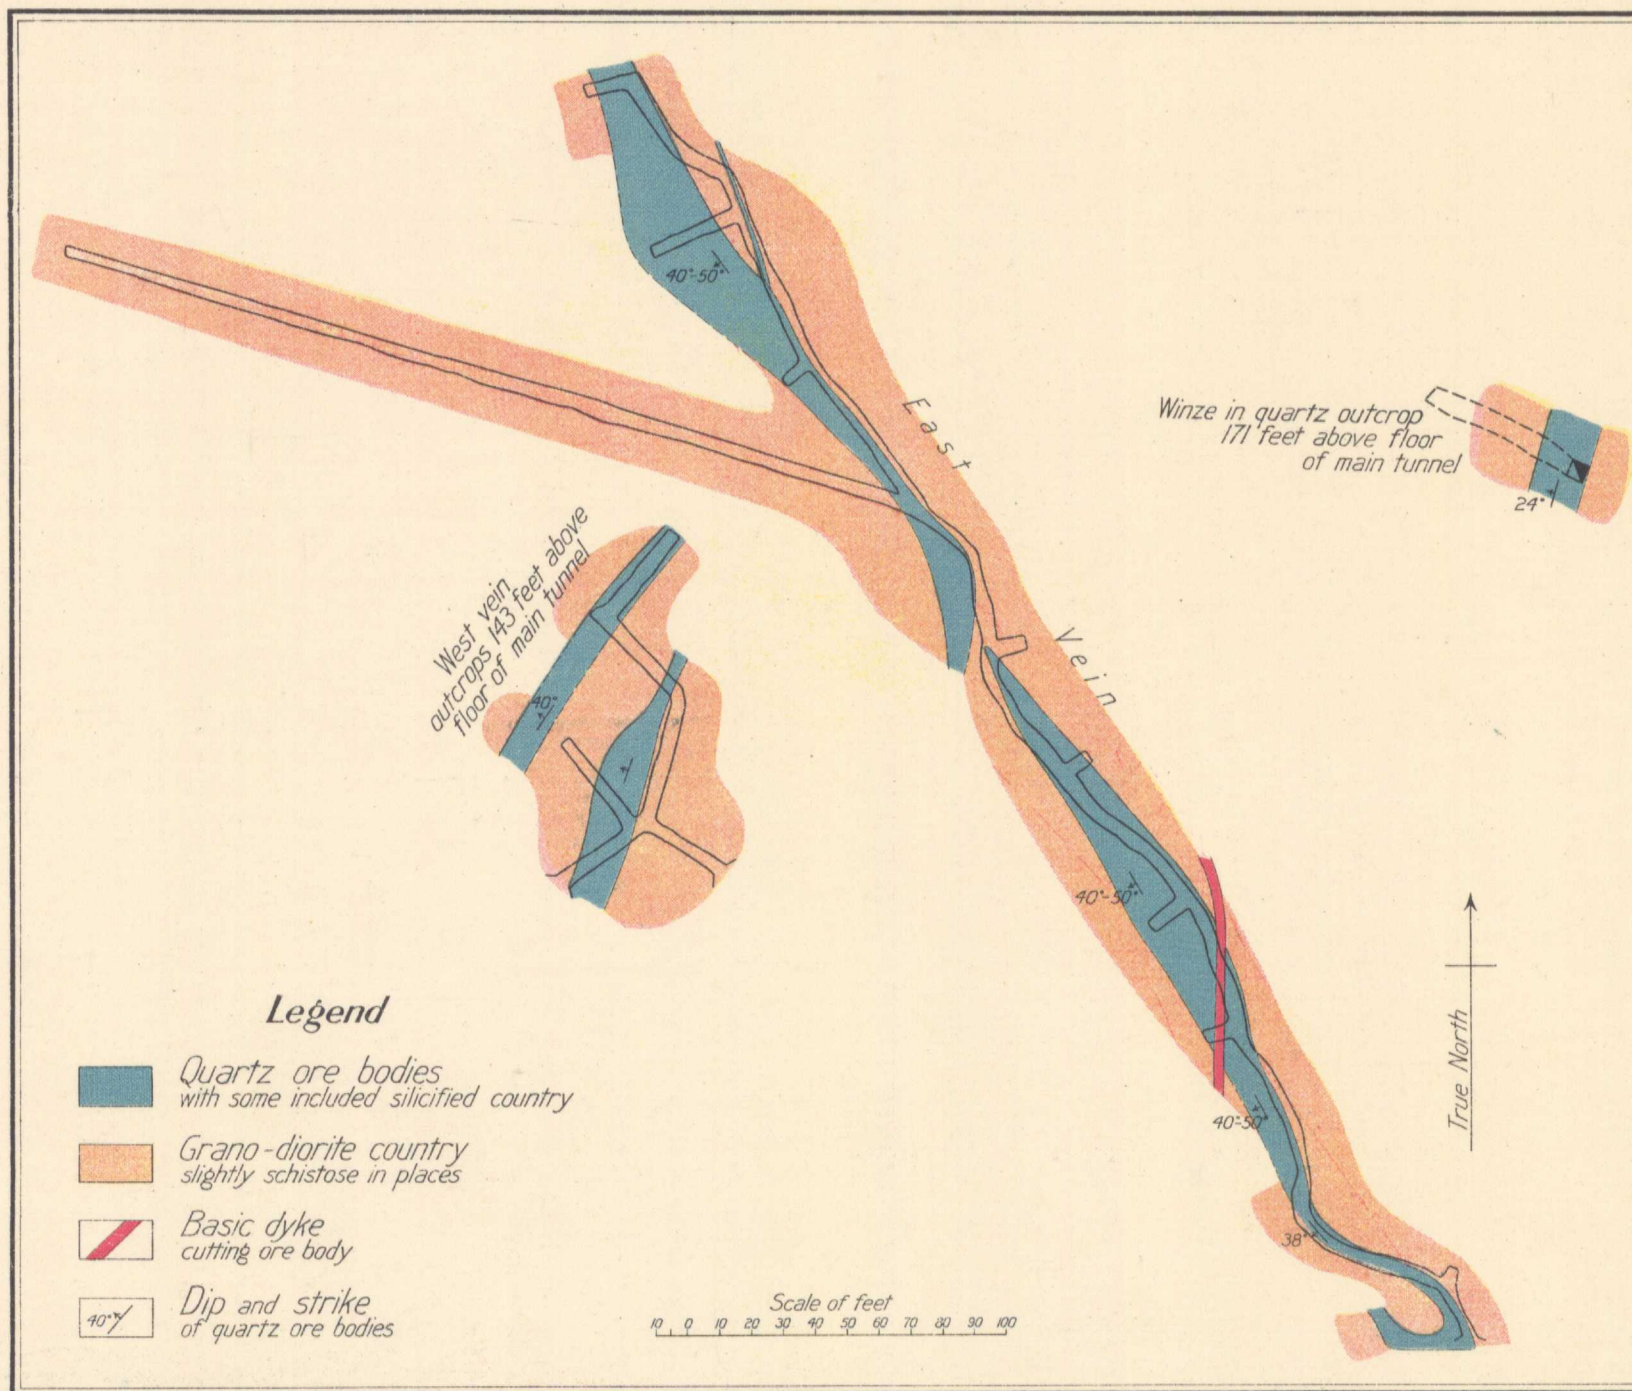 40°-50°
East
Winze in quartz outcrop
171 feet above floor
of main tunnel
24°
West vein
outcrops 143 feet above
floor of main tunnel
40°
Vein
40°-50°
40°-50°
38°
True North
Legend
Quartz ore bodies
with some included silicified country
Grano-diorite country
slightly schistose in places
Basic dyke
cutting ore body
40°
Dip and strike
of quartz ore bodies
Scale of feet
10 0 10 20 30 40 50 60 70 80 90 100